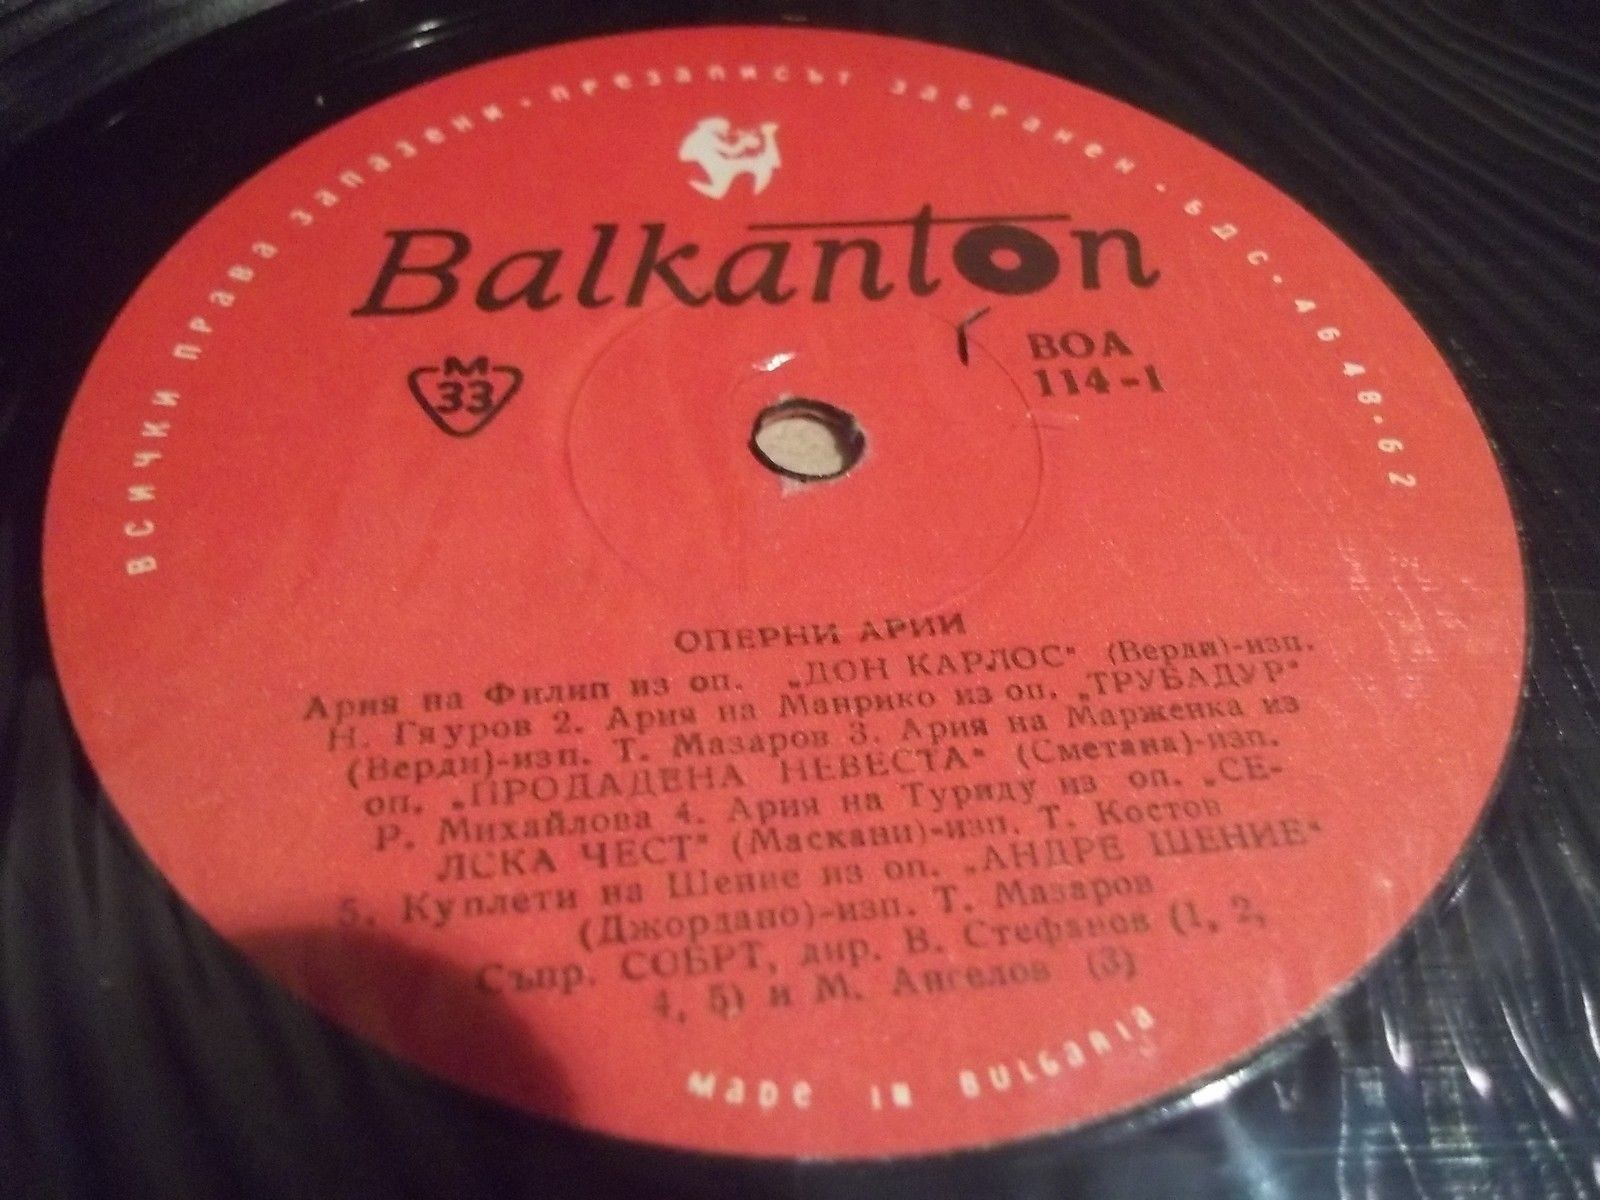 всички права запазени · презаписът забранен · БДС · 4648-62
Balkanton
M
33
ВОА
114-1
ОПЕРНИ АРИИ
Ария на Филип из оп. „ДОН КАРЛОС" (Верди)-изп.
Н. Гяуров 2. Ария на Манрико из оп. „ТРУБАДУР"
(Верди)-изп. Т. Мазаров 3. Ария на Марженка из
оп. „ПРОДАДЕНА НЕВЕСТА" (Сметана)-изп.
Р. Михайлова 4. Ария на Туриду из оп. „СЕ-
ЛСКА ЧЕСТ" (Маскани)-изп. Т. Костов
5. Куплети на Шение из оп. „АНДРЕ ШЕНИЕ"
(Джордано)-изп. Т. Мазаров
Съпр. СОБРТ, дир. В. Стефанов (1, 2,
4, 5) и М. Ангелов (3)
made in Bulgaria